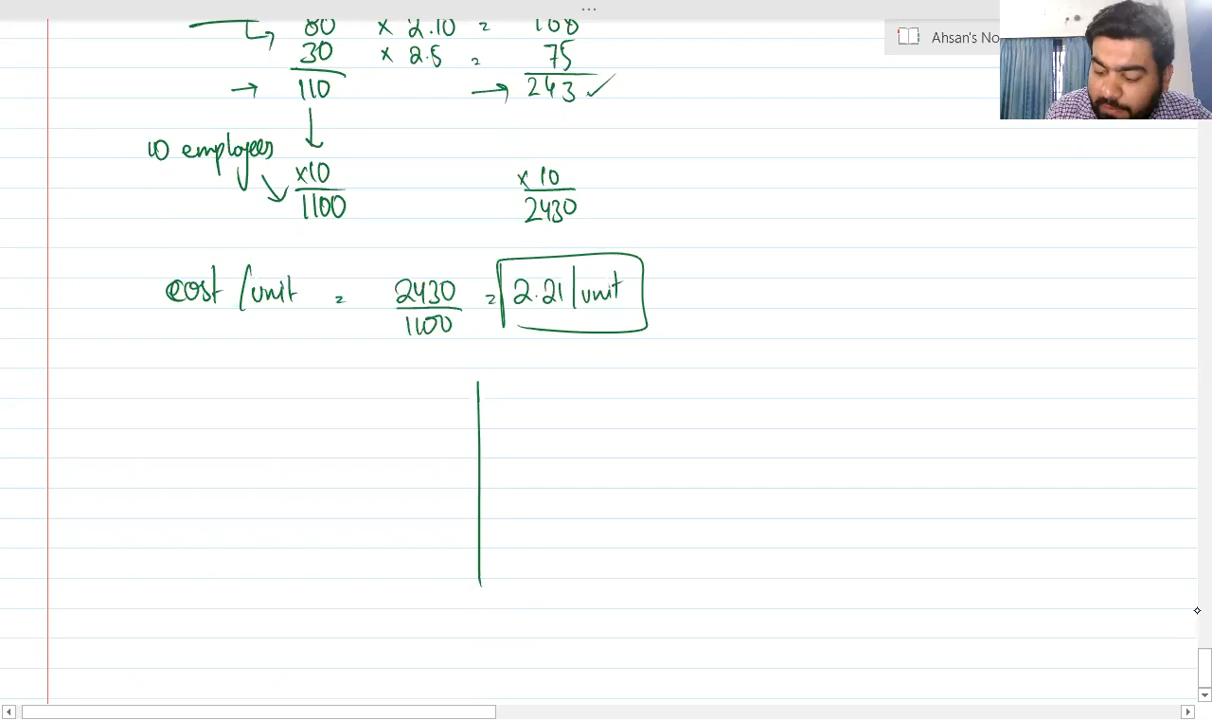 80 × 2.10 = 168
30 × 2.5 = 75
→ 110 → 243 ✓
10 employees ×10 × 10
1100 2430
cost /unit = 2430 = 2.21/unit
1100
Ahsan's No